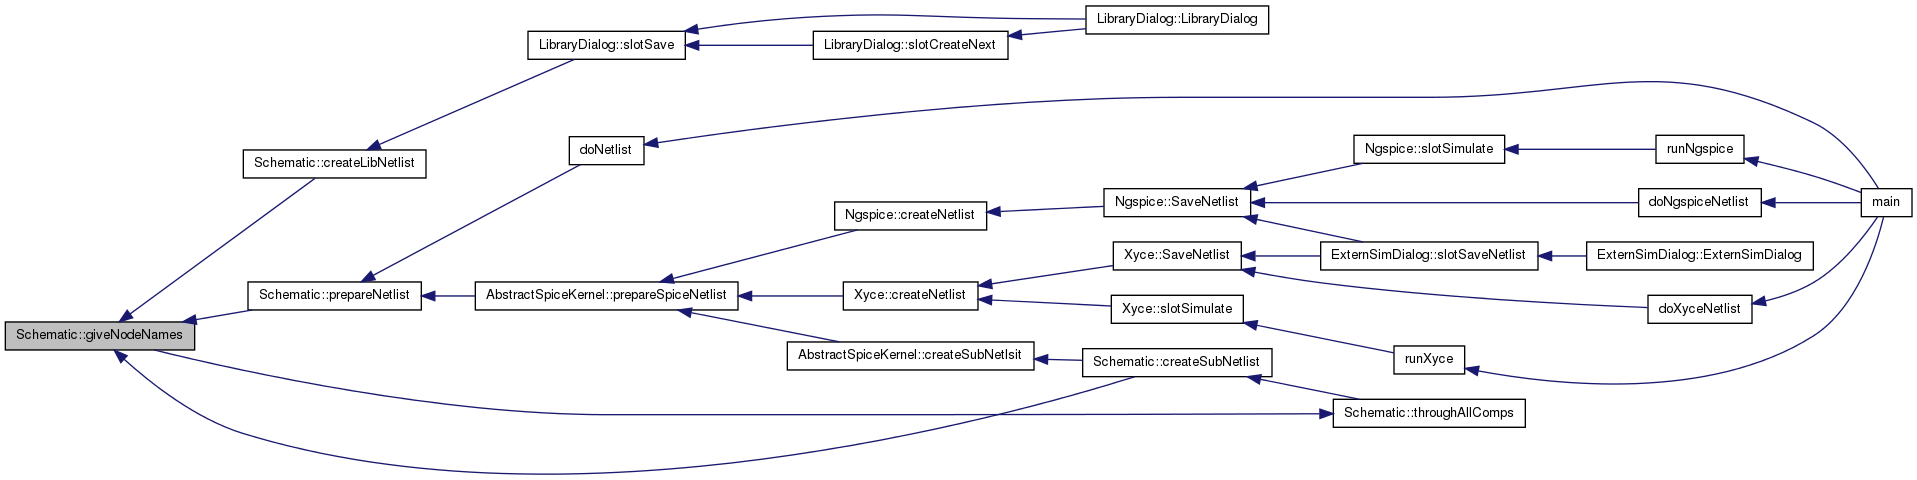 LibraryDialog::LibraryDialog
LibraryDialog::slotSave
LibraryDialog::slotCreateNext
Schematic::createLibNetlist
doNetlist
Ngspice::slotSimulate
runNgspice
Ngspice::createNetlist
Ngspice::SaveNetlist
doNgspiceNetlist
main
Xyce::SaveNetlist
ExternSimDialog::slotSaveNetlist
ExternSimDialog::ExternSimDialog
Schematic::prepareNetlist
AbstractSpiceKernel::prepareSpiceNetlist
Xyce::createNetlist
Xyce::slotSimulate
doXyceNetlist
Schematic::giveNodeNames
AbstractSpiceKernel::createSubNetlsit
Schematic::createSubNetlist
runXyce
Schematic::throughAllComps